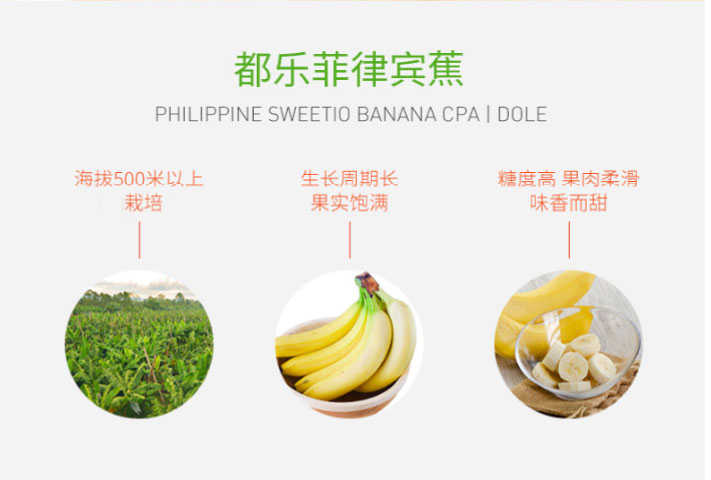 都乐菲律宾蕉
PHILIPPINE SWEETIO BANANA CPA | DOLE
海拔500米以上
栽培
生长周期长
果实饱满
糖度高 果肉柔滑
味香而甜